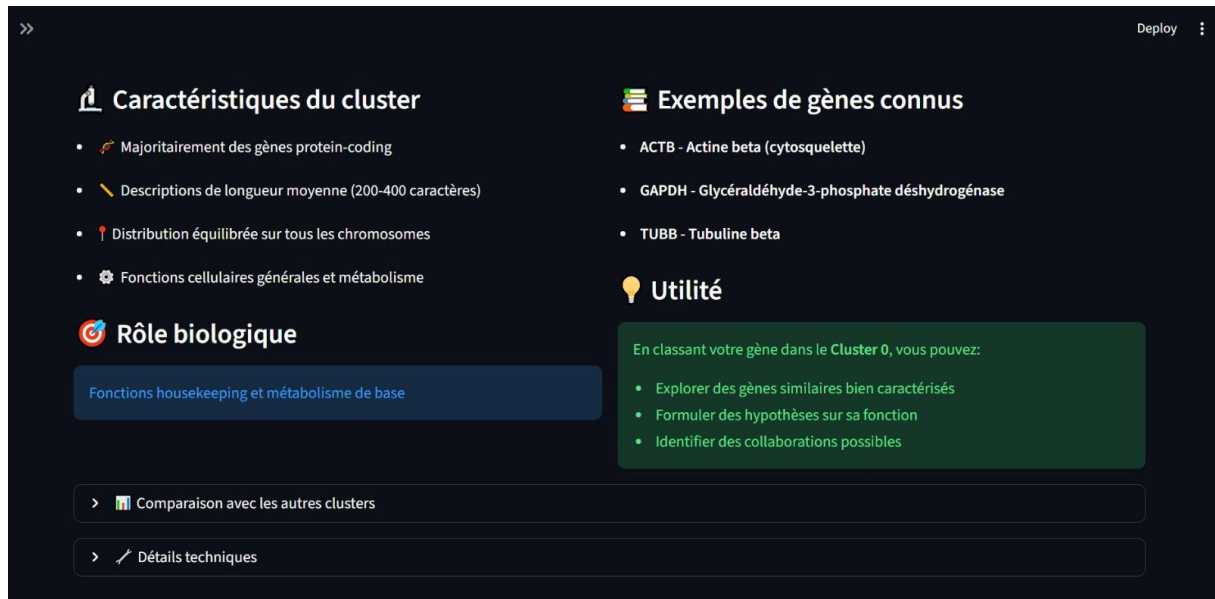 Deploy
🔬 Caractéristiques du cluster
• 🧬 Majoritairement des gènes protein-coding
• 📏 Descriptions de longueur moyenne (200-400 caractères)
• 📍 Distribution équilibrée sur tous les chromosomes
• ⚙️ Fonctions cellulaires générales et métabolisme
🎯 Rôle biologique
Fonctions housekeeping et métabolisme de base
📚 Exemples de gènes connus
• ACTB - Actine beta (cytosquelette)
• GAPDH - Glycéraldéhyde-3-phosphate déshydrogénase
• TUBB - Tubuline beta
💡 Utilité
En classant votre gène dans le Cluster 0, vous pouvez:
• Explorer des gènes similaires bien caractérisés
• Formuler des hypothèses sur sa fonction
• Identifier des collaborations possibles
📊 Comparaison avec les autres clusters
🔧 Détails techniques